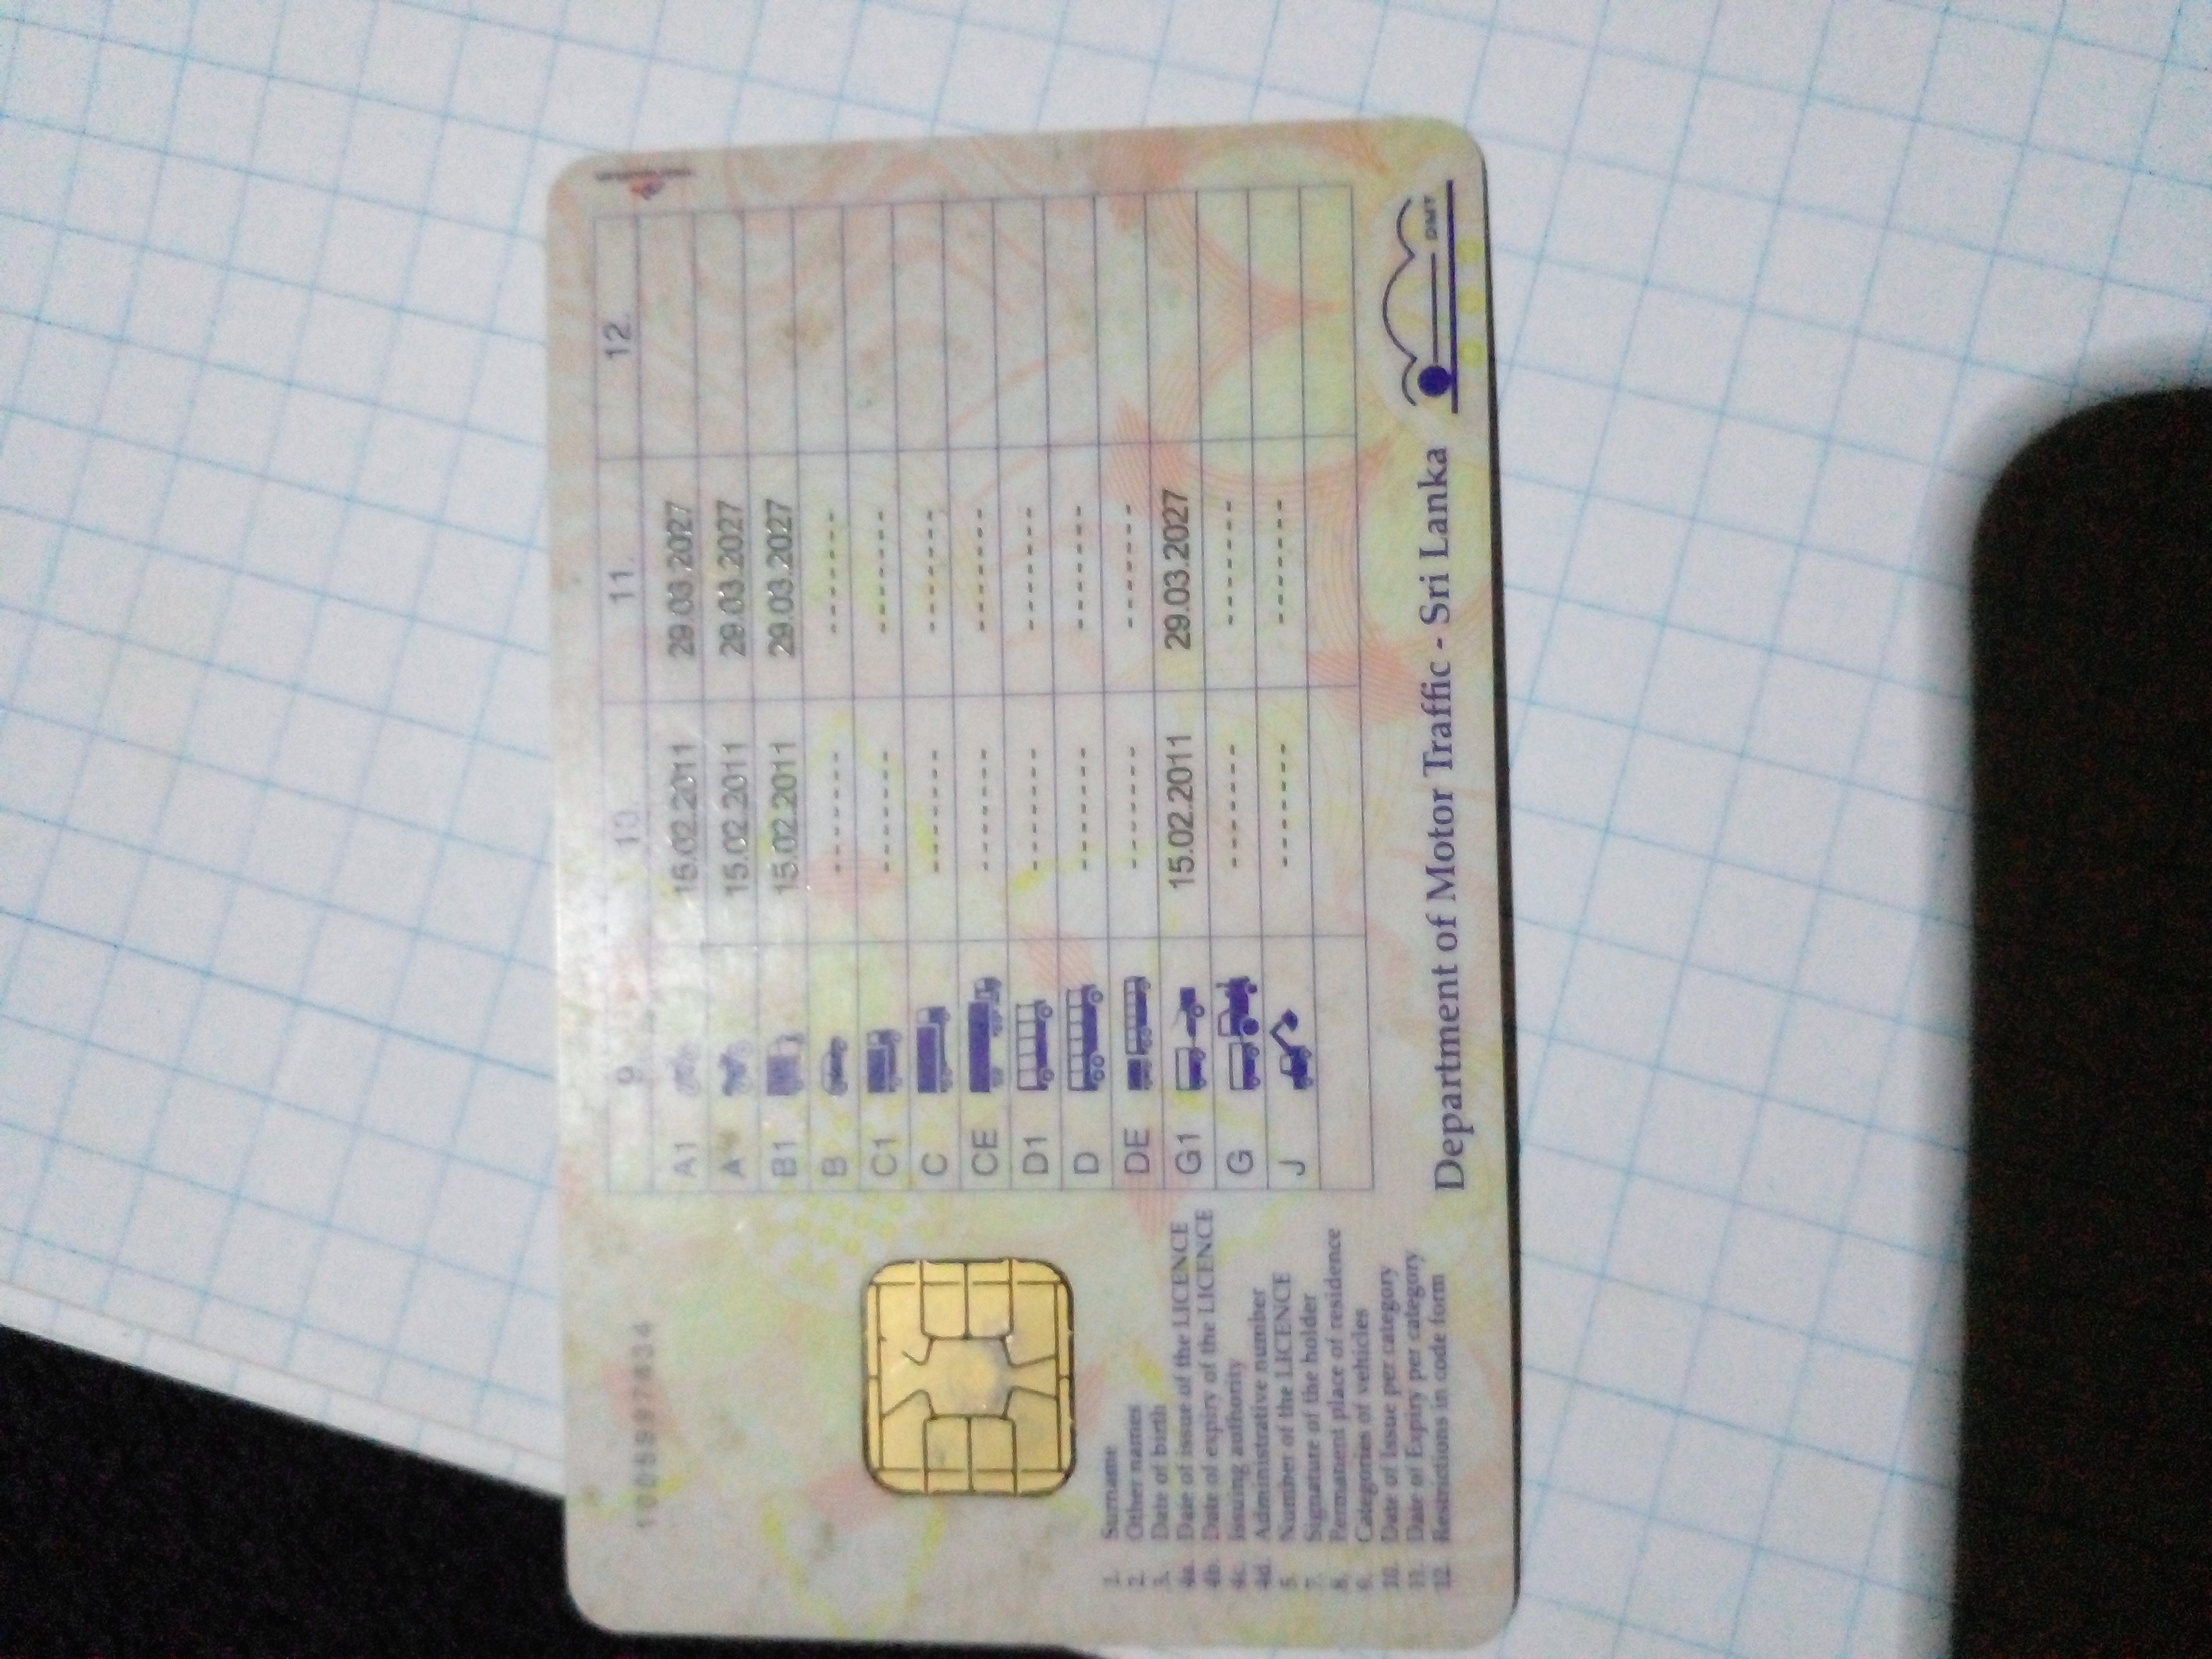 9. 10. 11. 12.
A1 15.02.2011 29.03.2027
A 15.02.2011 29.03.2027
B1 15.02.2011 29.03.2027
B ------- -------
C1 ------- -------
C ------- -------
CE ------- -------
D1 ------- -------
D ------- -------
DE ------- -------
G1 15.02.2011 29.03.2027
G ------- -------
J ------- -------
1. Surname
2. Other names
3. Date of birth
4a. Date of issue of the LICENCE
4b. Date of expiry of the LICENCE
4c. Issuing authority
4d. Administrative number
5. Number of the LICENCE
7. Signature of the holder
8. Permanent place of residence
9. Categories of vehicles
10. Date of Issue per category
11. Date of Expiry per category
12. Restrictions in code form
Department of Motor Traffic - Sri Lanka
DMT